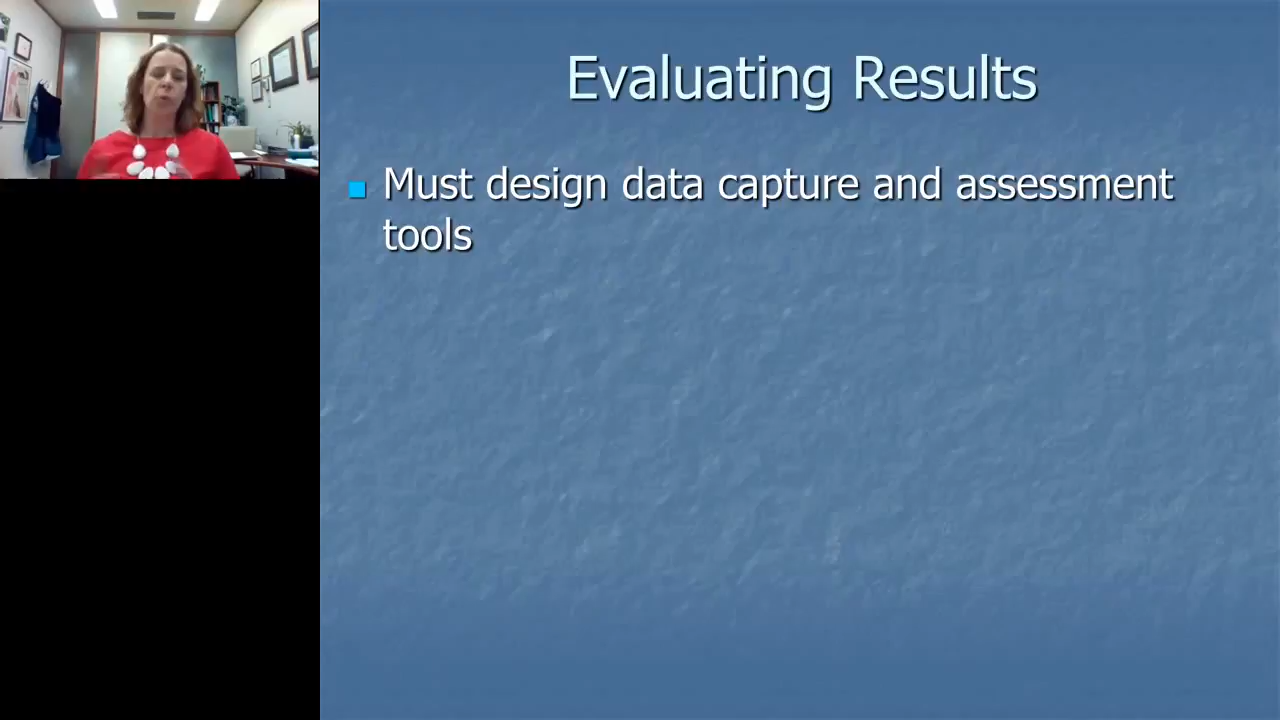 Evaluating Results
Must design data capture and assessment
tools